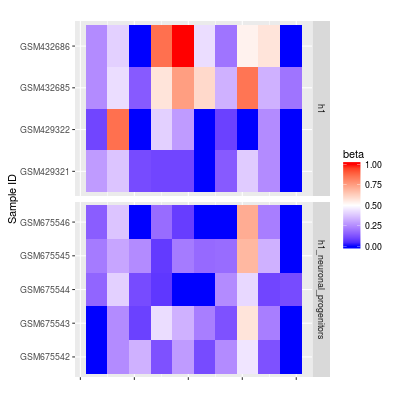 GSM432686
GSM432685
GSM429322
GSM429321
h1
GSM675546
GSM675545
GSM675544
GSM675543
GSM675542
h1_neuronal_progenitors
Sample ID
beta
1.00
0.75
0.50
0.25
0.00